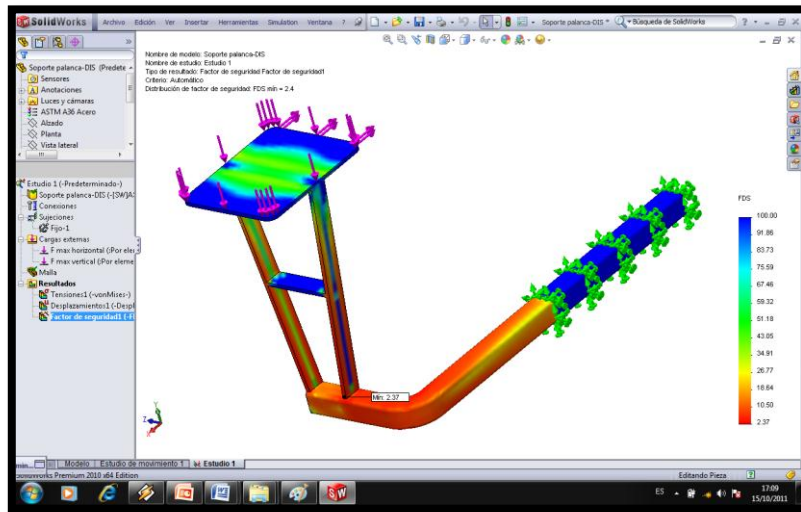 SolidWorks Archivo Edición Ver Insertar Herramientas Simulation Ventana ? Soporte palanca-DIS * Búsqueda de SolidWorks
Soporte palanca-DIS (Predete
Sensores
Anotaciones
Luces y cámaras
ASTM A36 Acero
Alzado
Planta
Vista lateral
Nombre de modelo: Soporte palanca-DIS
Nombre de estudio: Estudio 1
Tipo de resultado: Factor de seguridad Factor de seguridad1
Criterio: Automático
Distribución de factor de seguridad: FDS mín = 2.4
Estudio 1 (-Predeterminado-)
Soporte palanca-DIS (-[SW]A
Conexiones
Sujeciones
Fijo-1
Cargas externas
F max horizontal (:Por eler
F max vertical (:Por eleme
Malla
Resultados
Tensiones1 (-vonMises-)
Desplazamientos1 (-Despl
Factor de seguridad1 (-F
Mín: 2.37
FDS
100.00
91.86
83.73
75.59
67.46
59.32
51.18
43.05
34.91
26.77
18.64
10.50
2.37
Modelo Estudio de movimiento 1 Estudio 1
SolidWorks Premium 2010 x64 Edition Editando Pieza
ES 17:09
15/10/2011